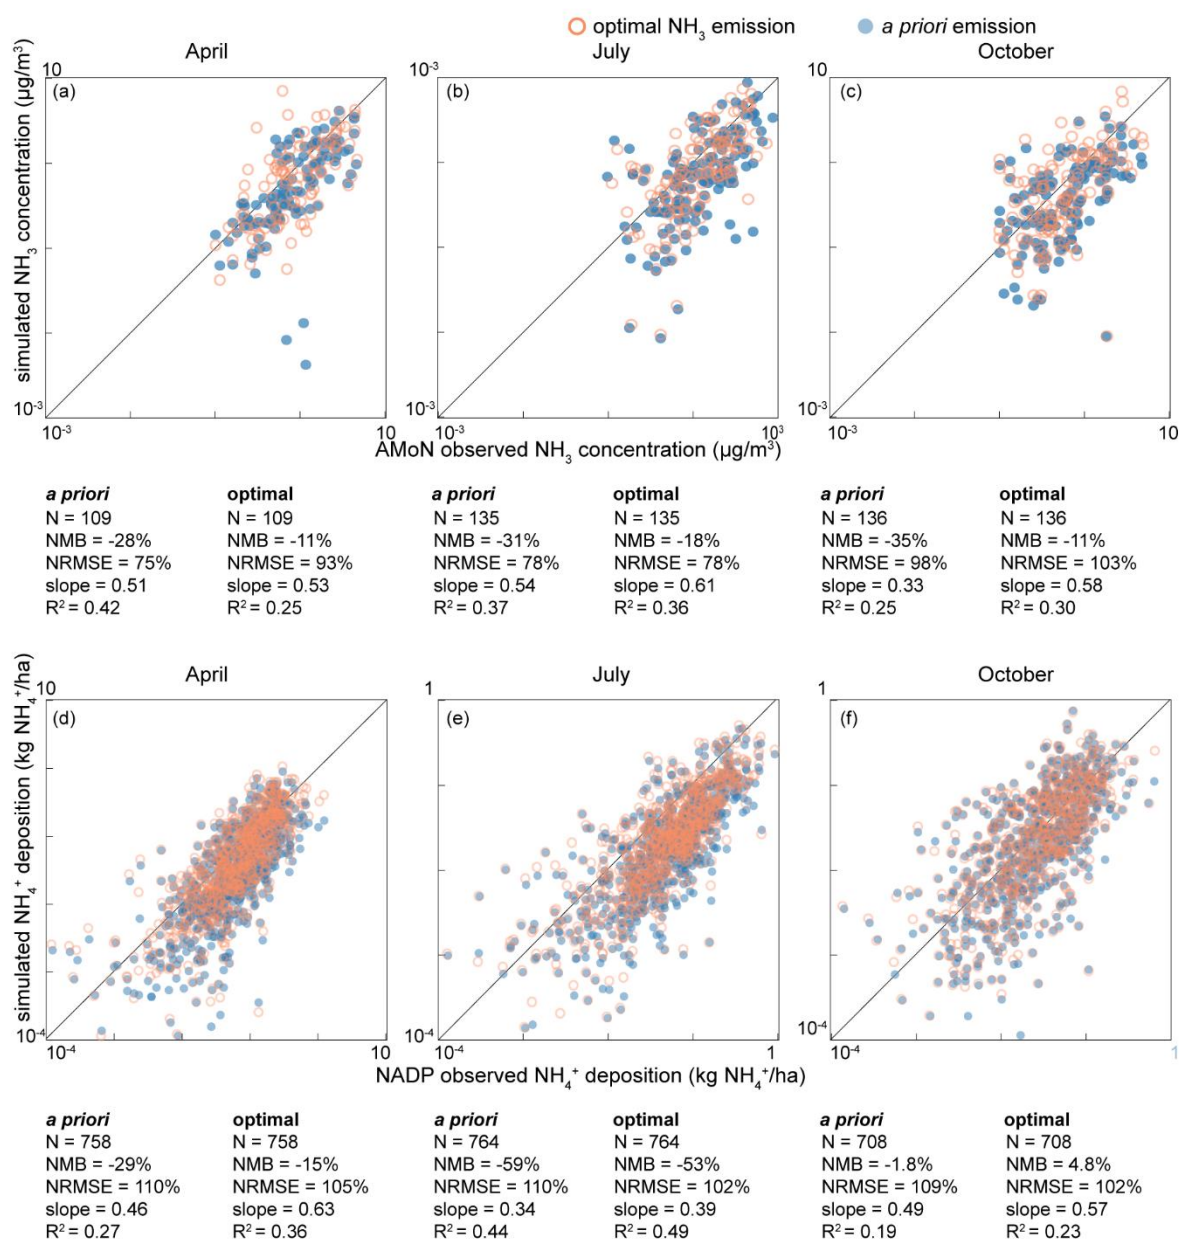 optimal NH₃ emission a priori emission
April July October
simulated NH₃ concentration (µg/m³)
10 10⁻³ 10
(a) (b) (c)
10⁻³ 10⁻³ 10⁻³
10⁻³ 10 10⁻³ 10³ 10⁻³ 10
AMoN observed NH₃ concentration (µg/m³)
a priori optimal a priori optimal a priori optimal
N = 109 N = 109 N = 135 N = 135 N = 136 N = 136
NMB = -28% NMB = -11% NMB = -31% NMB = -18% NMB = -35% NMB = -11%
NRMSE = 75% NRMSE = 93% NRMSE = 78% NRMSE = 78% NRMSE = 98% NRMSE = 103%
slope = 0.51 slope = 0.53 slope = 0.54 slope = 0.61 slope = 0.33 slope = 0.58
R² = 0.42 R² = 0.25 R² = 0.37 R² = 0.36 R² = 0.25 R² = 0.30
April July October
simulated NH₄⁺ deposition (kg NH₄⁺/ha)
10 1 1
(d) (e) (f)
10⁻⁴ 10⁻⁴ 10⁻⁴
10⁻⁴ 10 10⁻⁴ 1 10⁻⁴ 1
NADP observed NH₄⁺ deposition (kg NH₄⁺/ha)
a priori optimal a priori optimal a priori optimal
N = 758 N = 758 N = 764 N = 764 N = 708 N = 708
NMB = -29% NMB = -15% NMB = -59% NMB = -53% NMB = -1.8% NMB = 4.8%
NRMSE = 110% NRMSE = 105% NRMSE = 110% NRMSE = 102% NRMSE = 109% NRMSE = 102%
slope = 0.46 slope = 0.63 slope = 0.34 slope = 0.39 slope = 0.49 slope = 0.57
R² = 0.27 R² = 0.36 R² = 0.44 R² = 0.49 R² = 0.19 R² = 0.23